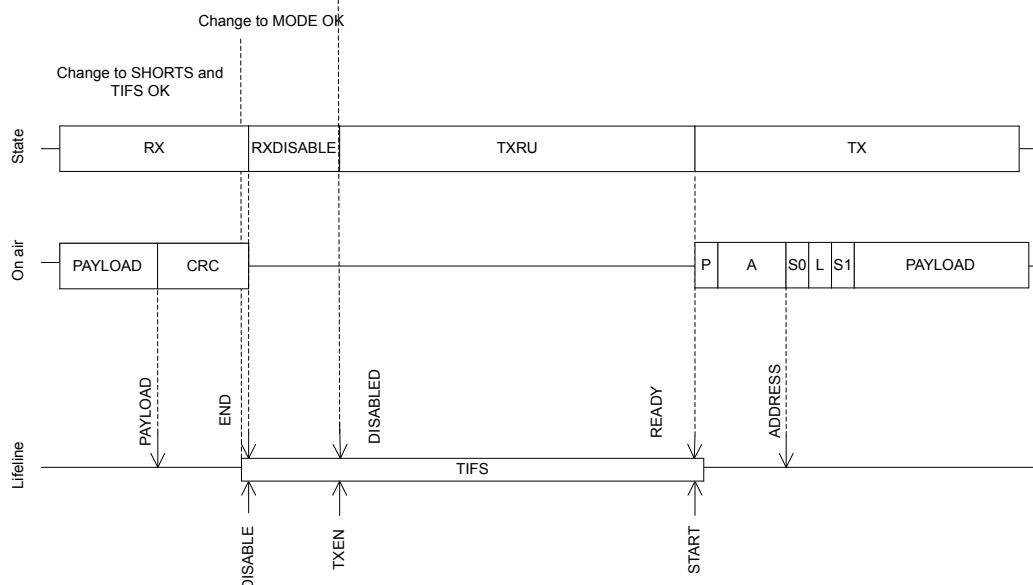 Change to MODE OK
Change to SHORTS and
TIFS OK
State
RX
RXDISABLE
TXRU
TX
On air
PAYLOAD
CRC
P
A
S0
L
S1
PAYLOAD
Lifeline
PAYLOAD
END
DISABLED
READY
ADDRESS
TIFS
DISABLE
TXEN
START